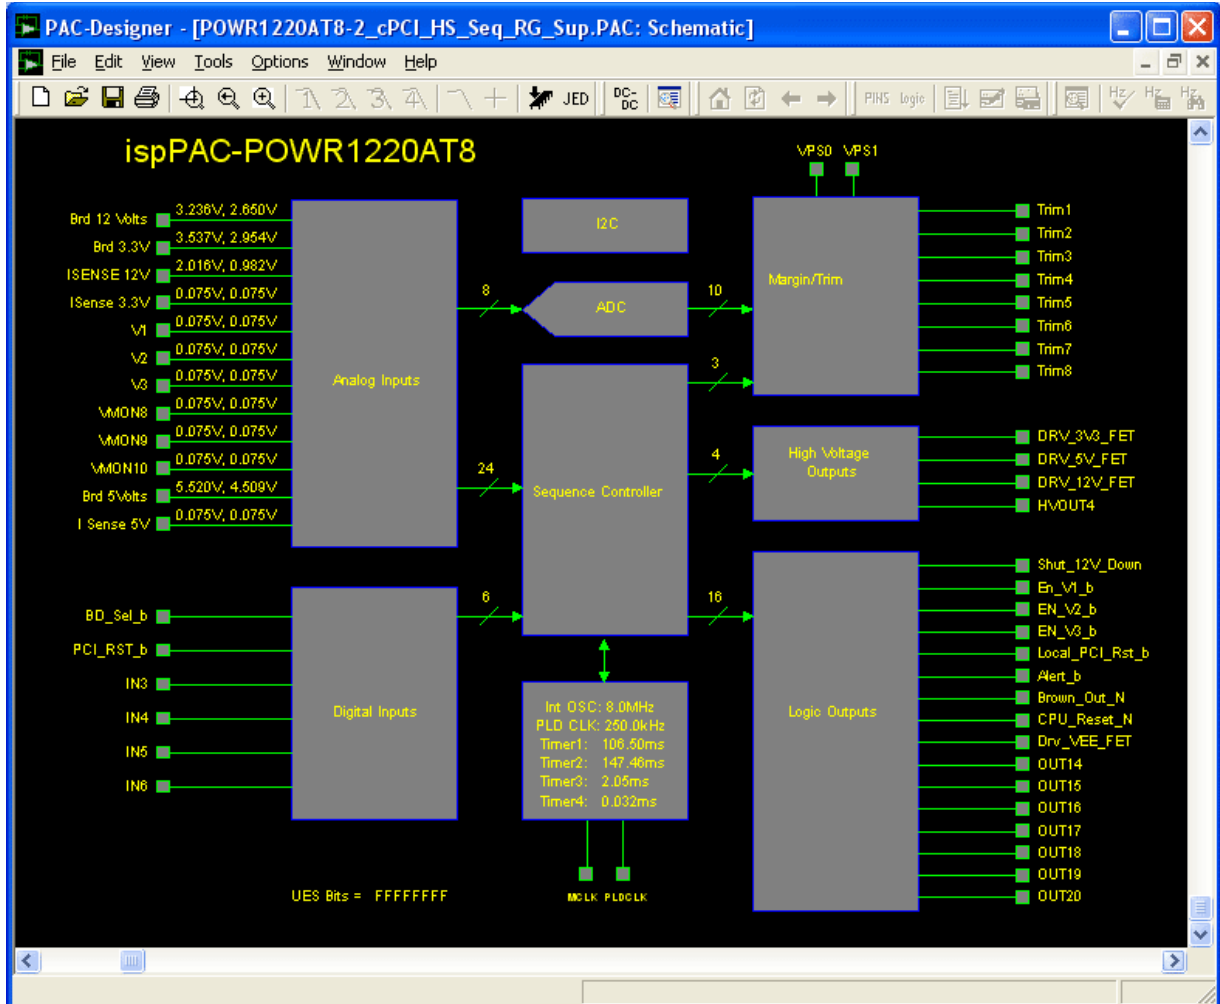 PAC-Designer - [POWR1220AT8-2_cPCI_HS_Seq_RG_Sup.PAC: Schematic]
File Edit View Tools Options Window Help
JED DC-DC PINS Logic Hz Hz Hz
ispPAC-POWR1220AT8
VPS0 VPS1
Brd 12 Volts 3.236V, 2.650V
Brd 3.3V 3.537V, 2.954V
ISENSE 12V 2.016V, 0.982V
ISense 3.3V 0.075V, 0.075V
V1 0.075V, 0.075V
V2 0.075V, 0.075V
V3 0.075V, 0.075V
VMON8 0.075V, 0.075V
VMON9 0.075V, 0.075V
VMON10 0.075V, 0.075V
Brd 5Volts 5.520V, 4.509V
I Sense 5V 0.075V, 0.075V
Analog Inputs
8
24
I2C
ADC
10
Margin/Trim
Trim1
Trim2
Trim3
Trim4
Trim5
Trim6
Trim7
Trim8
Sequence Controller
3
4
16
High Voltage
Outputs
DRV_3V3_FET
DRV_5V_FET
DRV_12V_FET
HVOUT4
BD_Sel_b
PCI_RST_b
IN3
IN4
IN5
IN6
Digital Inputs
6
Int OSC: 8.0MHz
PLD CLK: 250.0kHz
Timer1: 106.50ms
Timer2: 147.46ms
Timer3: 2.05ms
Timer4: 0.032ms
MCLK PLDCLK
Logic Outputs
Shut_12V_Down
En_V1_b
EN_V2_b
EN_V3_b
Local_PCI_Rst_b
Alert_b
Brown_Out_N
CPU_Reset_N
Drv_VEE_FET
OUT14
OUT15
OUT16
OUT17
OUT18
OUT19
OUT20
UES Bits = FFFFFFFF